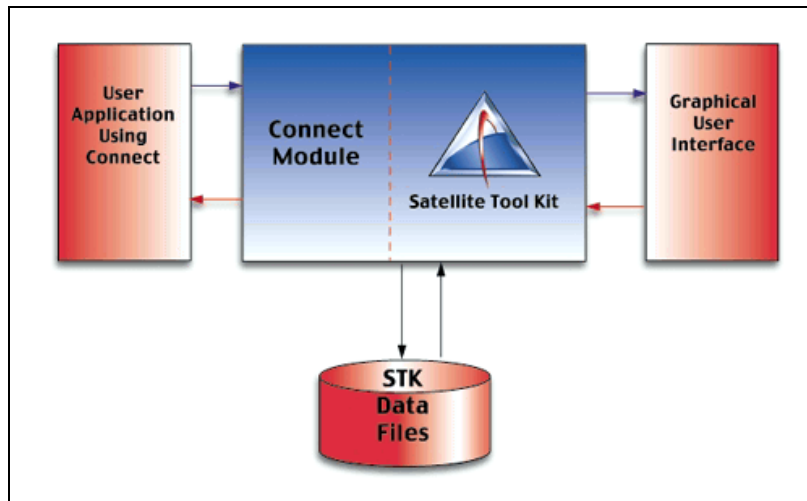 User
Application
Using
Connect
Connect
Module
Satellite Tool Kit
Graphical
User
Interface
STK
Data
Files